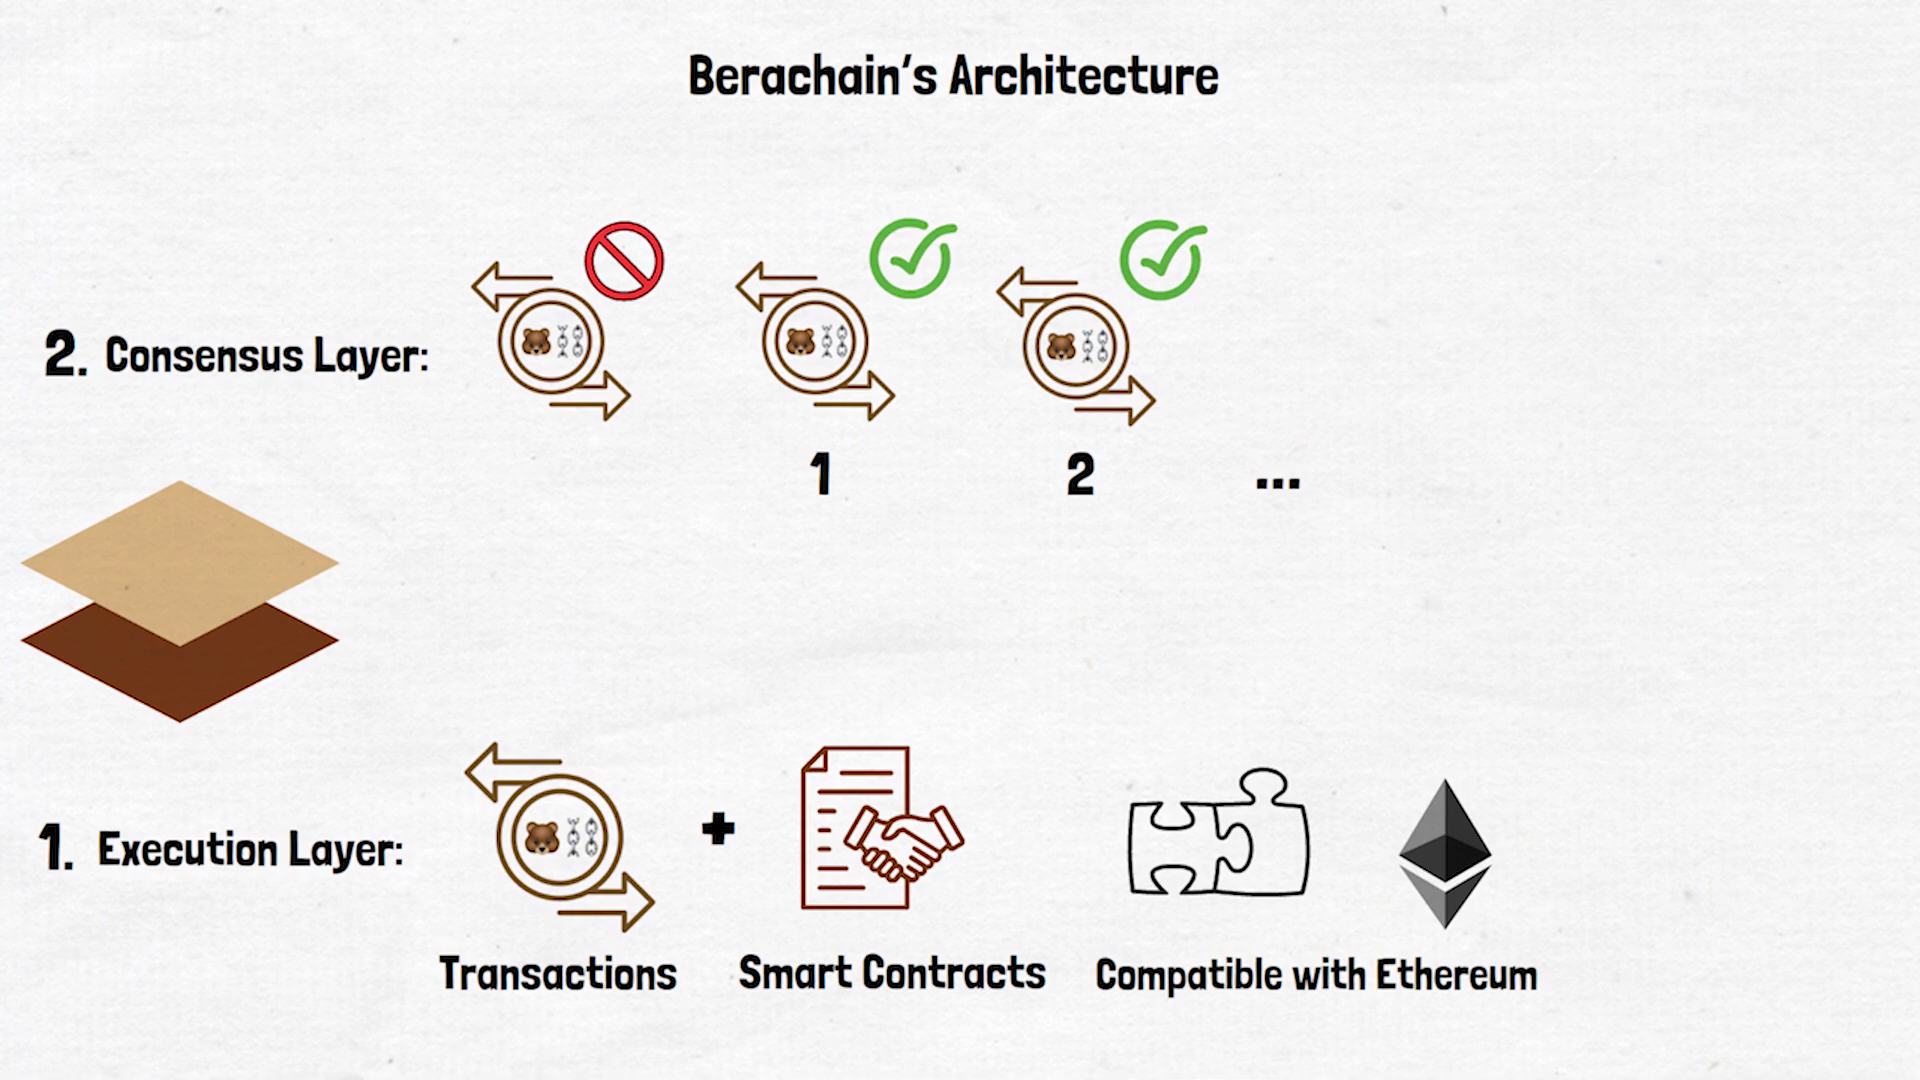 Berachain's Architecture
2. Consensus Layer:
1 2 ...
1. Execution Layer:
+
Transactions Smart Contracts Compatible with Ethereum